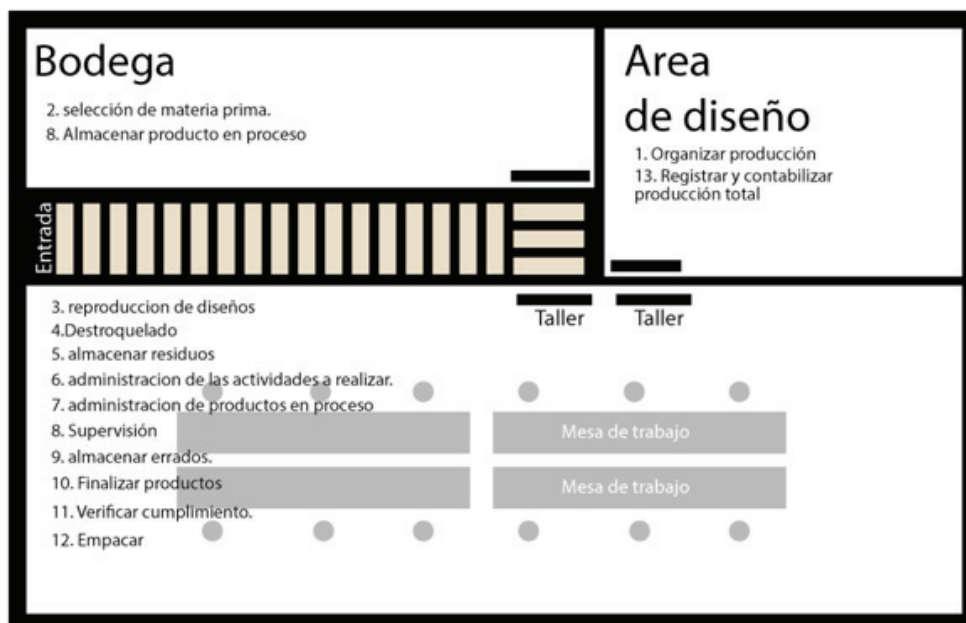 Bodega
2. selección de materia prima.
8. Almacenar producto en proceso
Area
de diseño
1. Organizar producción
13. Registrar y contabilizar
producción total
Entrada
Taller
Taller
3. reproduccion de diseños
4.Destroquelado
5. almacenar residuos
6. administracion de las actividades a realizar.
7. administracion de productos en proceso
8. Supervisión
9. almacenar errados.
10. Finalizar productos
11. Verificar cumplimiento.
12. Empacar
Mesa de trabajo
Mesa de trabajo